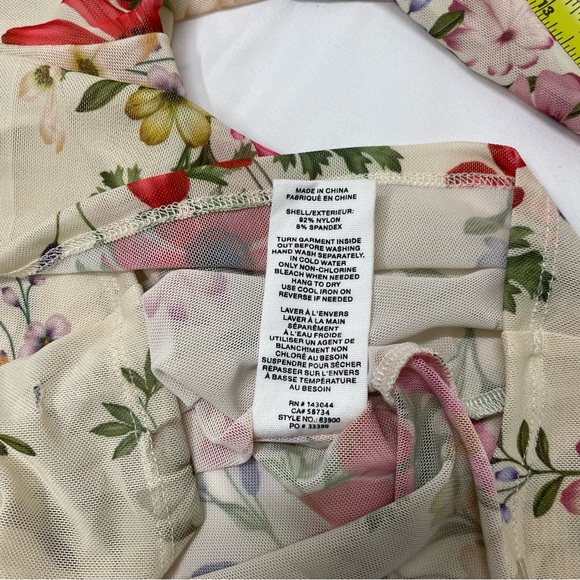 MADE IN CHINA
FABRIQUÉ EN CHINE
SHELL/EXTERIEUR:
92% NYLON
8% SPANDEX
TURN GARMENT INSIDE
OUT BEFORE WASHING
HAND WASH SEPARATELY,
IN COLD WATER
ONLY NON-CHLORINE
BLEACH WHEN NEEDED
HANG TO DRY
USE COOL IRON ON
REVERSE IF NEEDED
LAVER À L'ENVERS
LAVER À LA MAIN
SÉPARÉMENT
À L'EAU FROIDE
UTILISER UN AGENT DE
BLANCHIMENT NON
CHLORÉ AU BESOIN
SUSPENDRE POUR SÉCHER
REPASSER SUR L'ENVERS
À BASSE TEMPÉRATURE
AU BESOIN
RN# 143044
CA# 58734
STYLE NO.: 83900
PO #: 33399